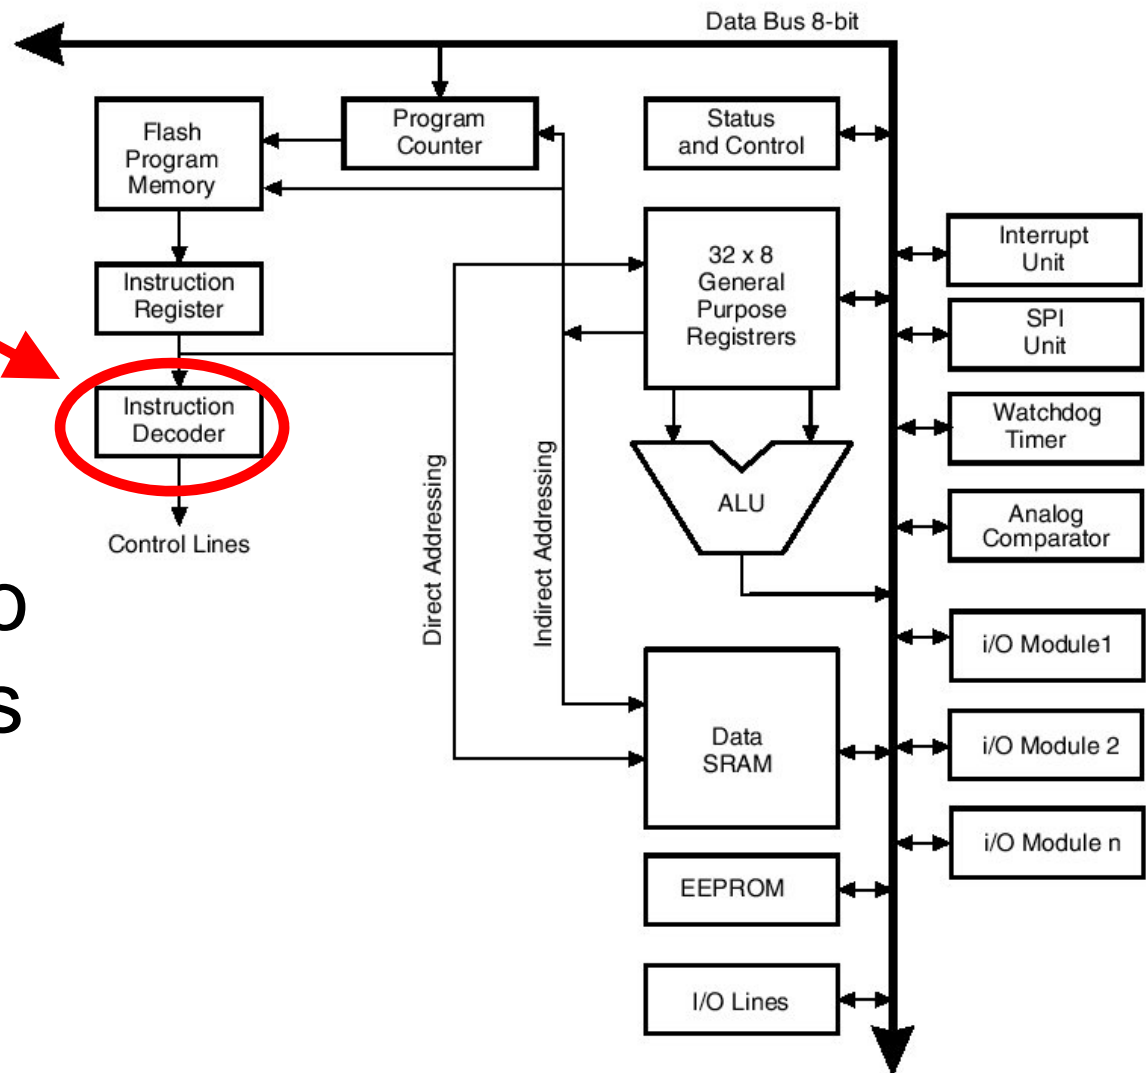 Data Bus 8-bit
Flash
Program
Memory
Program
Counter
Status
and Control
Instruction
Register
32 x 8
General
Purpose
Registrers
Interrupt
Unit
SPI
Unit
Instruction
Decoder
Watchdog
Timer
Control Lines
Direct Addressing
Indirect Addressing
ALU
Analog
Comparator
s
i/O Module1
Data
SRAM
i/O Module 2
i/O Module n
EEPROM
I/O Lines